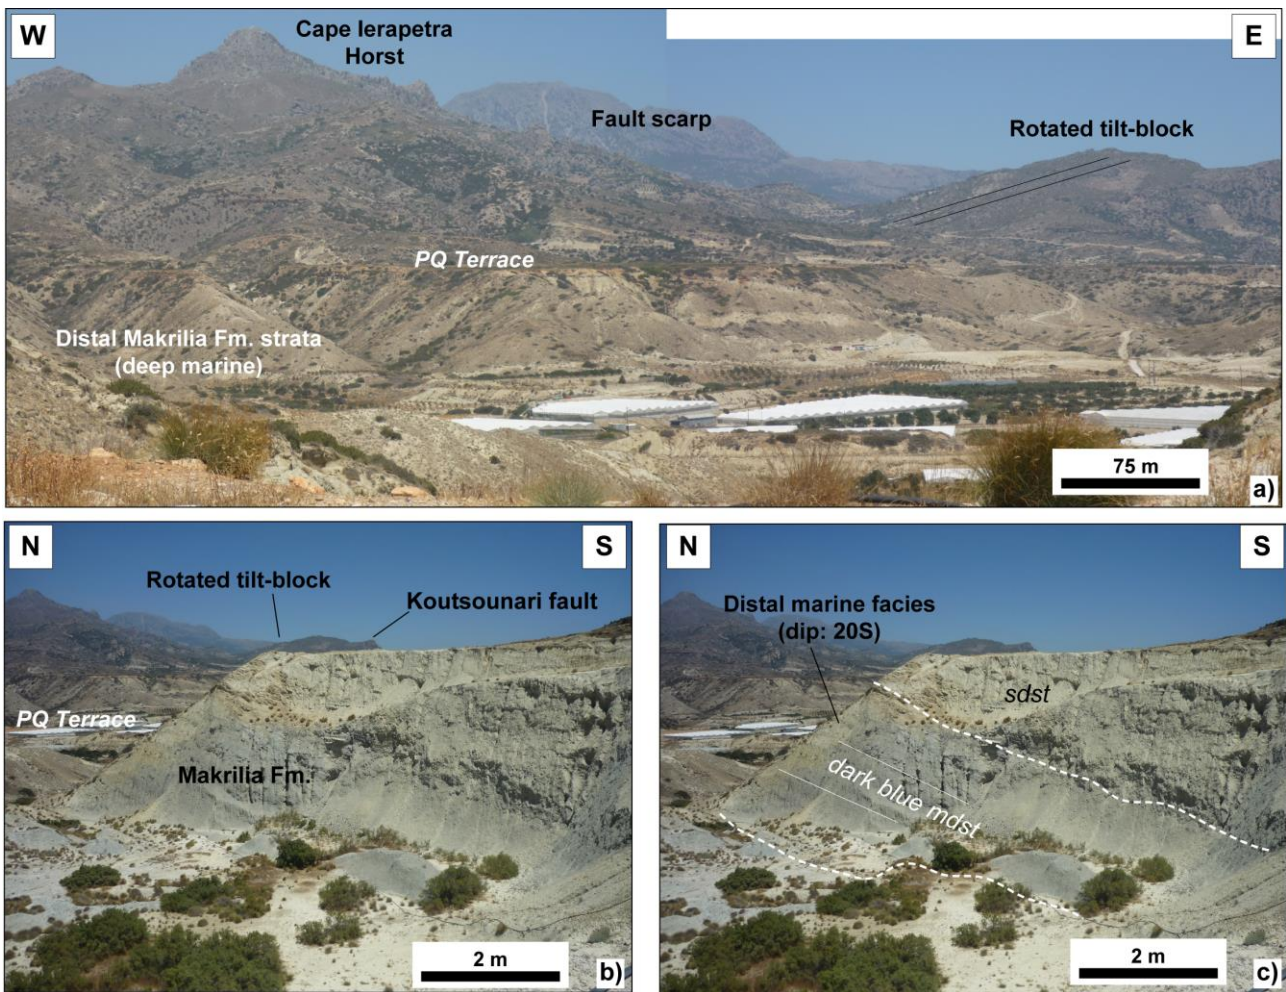 W
E
Cape Ierapetra
Horst
Fault scarp
Rotated tilt-block
PQ Terrace
Distal Makrilia Fm. strata
(deep marine)
75 m
a)
N
S
Rotated tilt-block
Koutsounari fault
PQ Terrace
Makrilia Fm.
2 m
b)
N
S
Distal marine facies
(dip: 20S)
sdst
dark blue mdst
2 m
c)